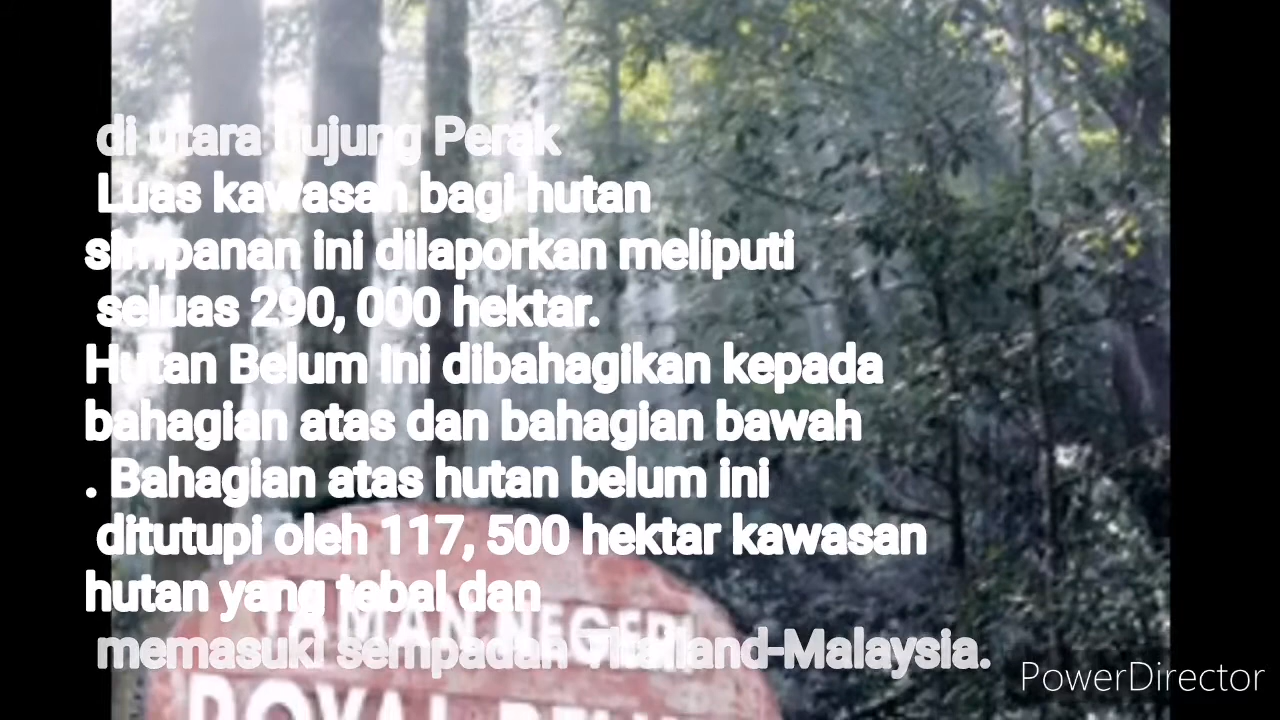 di utara hujung Perak
Luas kawasan bagi hutan
simpanan ini dilaporkan meliputi
seluas 290, 000 hektar.
Hutan Belum ini dibahagikan kepada
bahagian atas dan bahagian bawah
. Bahagian atas hutan belum ini
ditutupi oleh 117, 500 hektar kawasan
hutan yang tebal dan
memasuki sempadan Thailand-Malaysia.
TAMAN NEGERI
ROYAL BELUM
PowerDirector